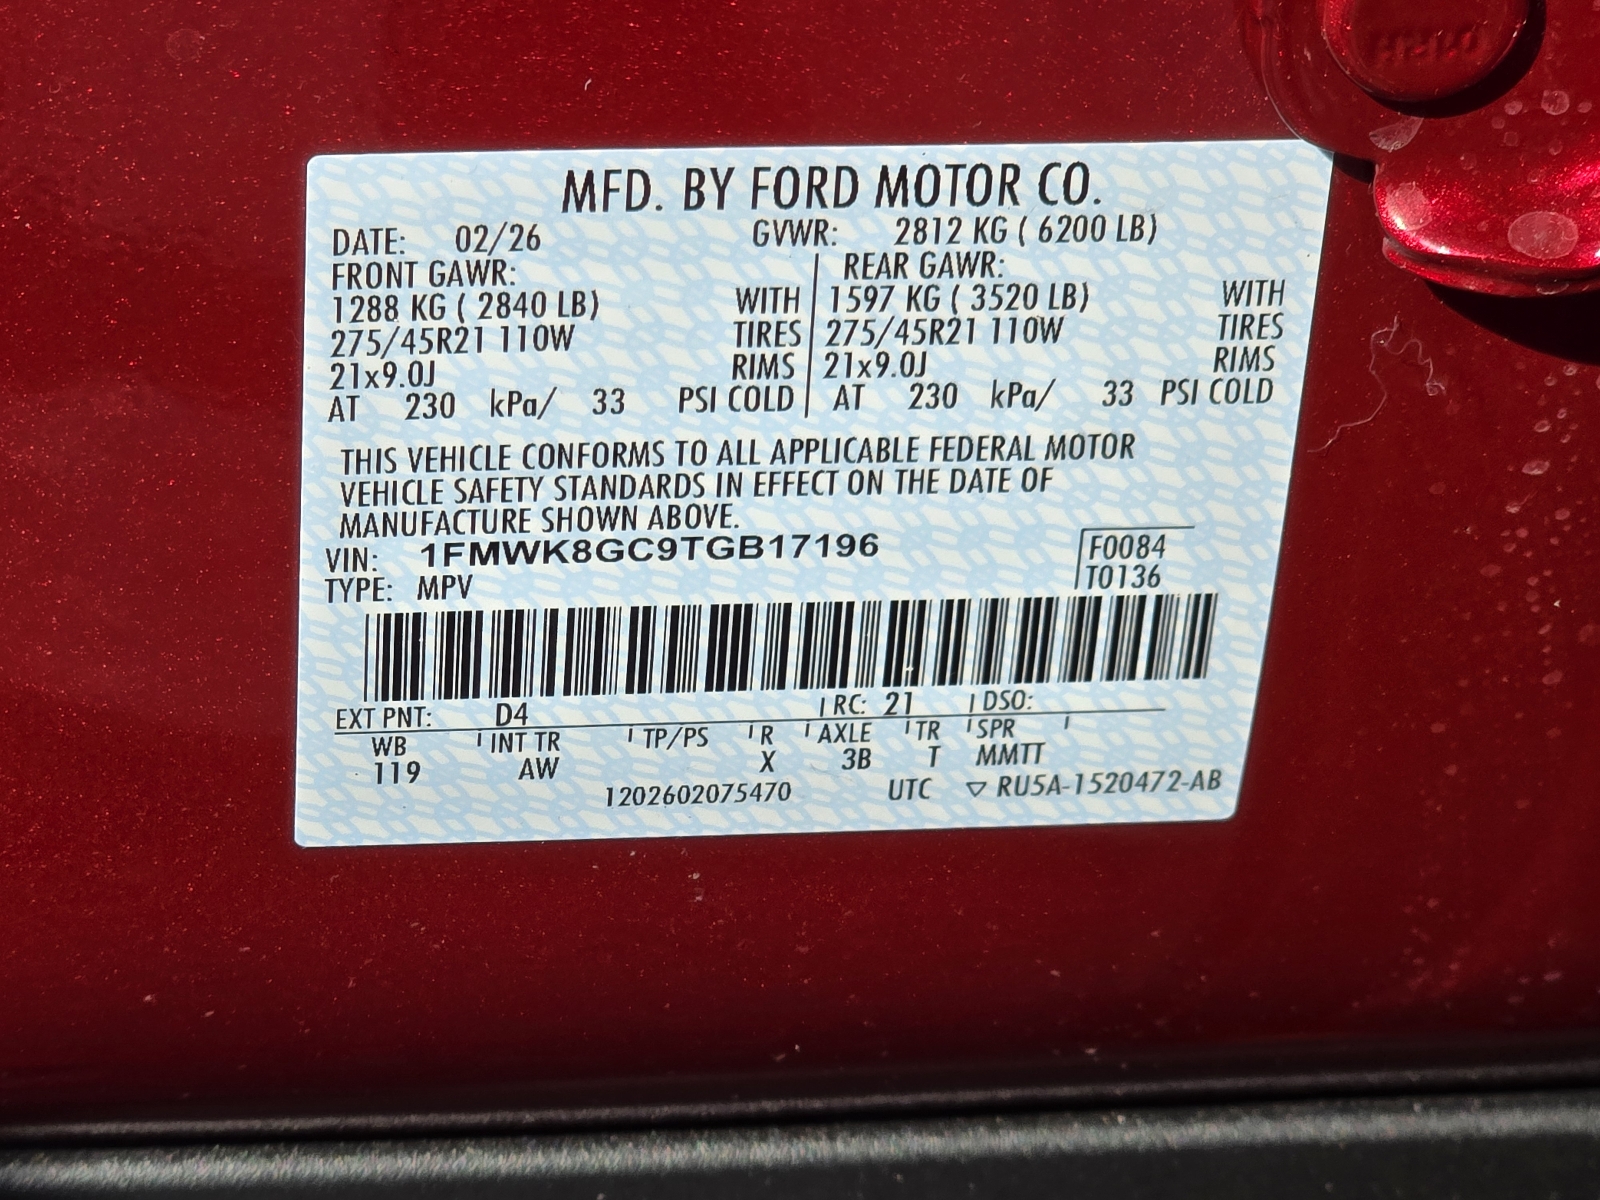 MFD. BY FORD MOTOR CO.
DATE: 02/26 GVWR: 2812 KG ( 6200 LB)
FRONT GAWR: REAR GAWR:
1288 KG ( 2840 LB) WITH 1597 KG ( 3520 LB) WITH
275/45R21 110W TIRES 275/45R21 110W TIRES
21x9.0J RIMS 21x9.0J RIMS
AT 230 kPa/ 33 PSI COLD AT 230 kPa/ 33 PSI COLD
THIS VEHICLE CONFORMS TO ALL APPLICABLE FEDERAL MOTOR
VEHICLE SAFETY STANDARDS IN EFFECT ON THE DATE OF
MANUFACTURE SHOWN ABOVE.
VIN: 1FMWK8GC9TGB17196 F0084
TYPE: MPV T0136
EXT PNT: D4 RC: 21 DSO:
WB INT TR TP/PS R AXLE TR SPR
119 AW X 3B T MMTT
1202602075470 UTC ▽ RU5A-1520472-AB